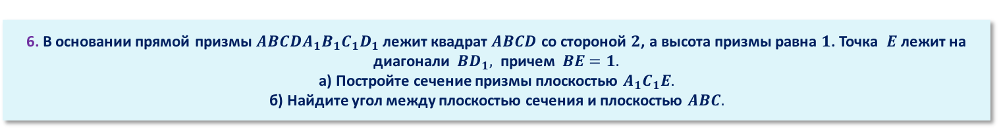 6. В основании прямой призмы ABCDA₁B₁C₁D₁ лежит квадрат ABCD со стороной 2, а высота призмы равна 1. Точка E лежит на
диагонали BD₁, причем BE = 1.
а) Постройте сечение призмы плоскостью A₁C₁E.
б) Найдите угол между плоскостью сечения и плоскостью ABC.